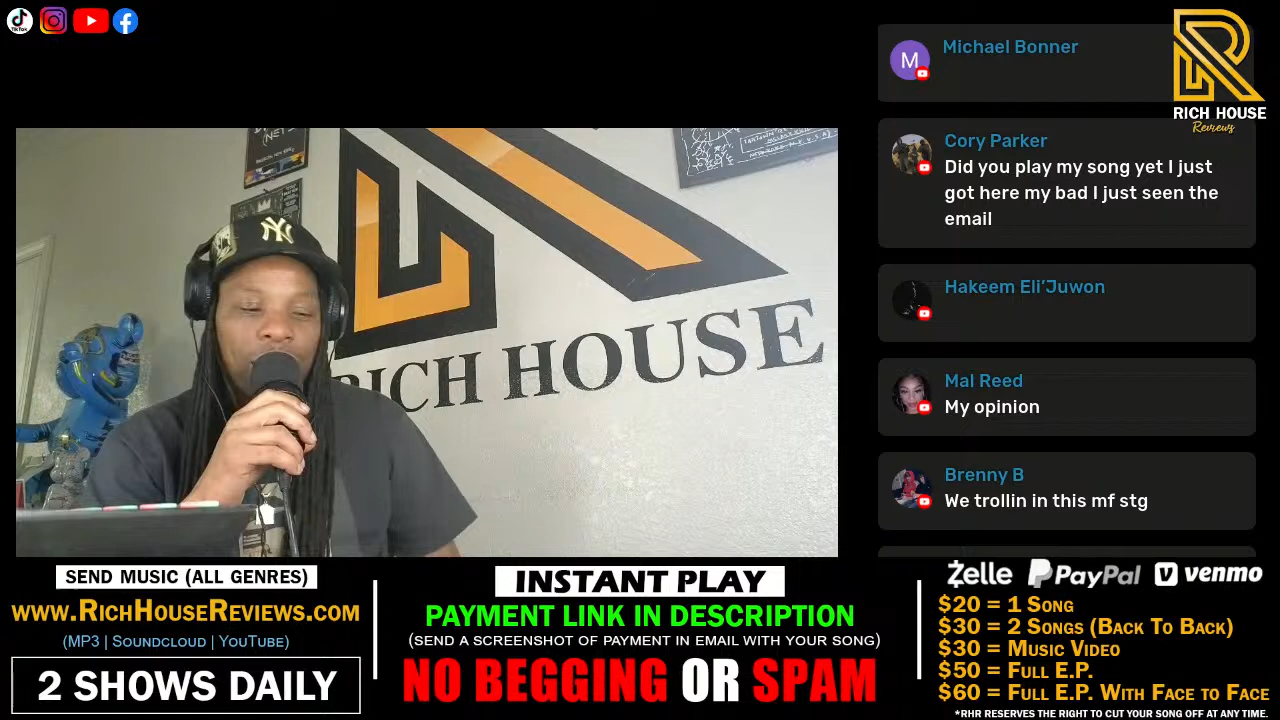 TikTok
Michael Bonner
M
RICH HOUSE
Reviews
Cory Parker
Did you play my song yet I just
got here my bad I just seen the
email
Hakeem Eli’Juwon
Mal Reed
My opinion
Brenny B
We trollin in this mf stg
NY
RICH HOUSE
SEND MUSIC (ALL GENRES)
www.RichHouseReviews.com
(MP3 | Soundcloud | YouTube)
2 SHOWS DAILY
INSTANT PLAY
PAYMENT LINK IN DESCRIPTION
(SEND A SCREENSHOT OF PAYMENT IN EMAIL WITH YOUR SONG)
NO BEGGING OR SPAM
Zelle PayPal V venmo
$20 = 1 Song
$30 = 2 Songs (Back To Back)
$30 = Music Video
$50 = Full E.P.
$60 = Full E.P. With Face to Face
*RHR RESERVES THE RIGHT TO CUT YOUR SONG OFF AT ANY TIME.